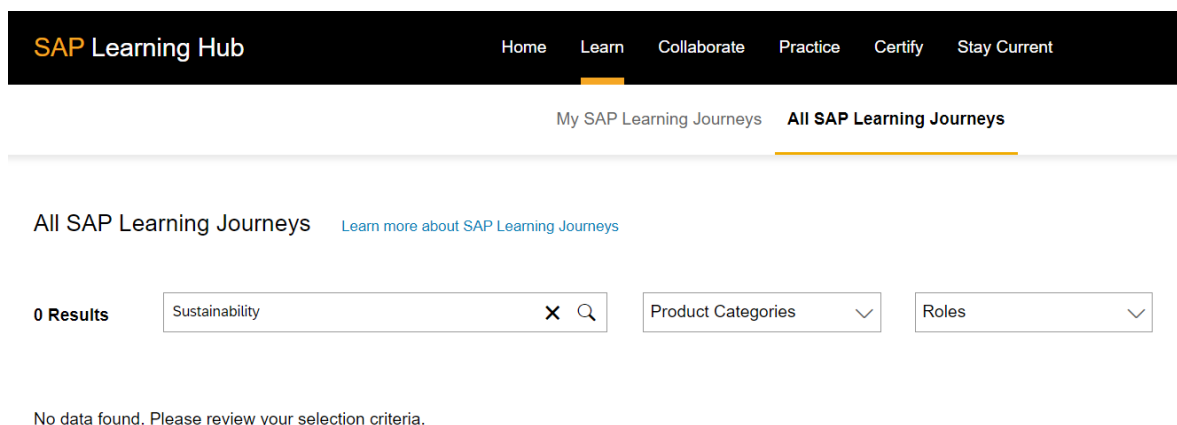 SAP Learning Hub Home Learn Collaborate Practice Certify Stay Current
My SAP Learning Journeys All SAP Learning Journeys
All SAP Learning Journeys Learn more about SAP Learning Journeys
0 Results Sustainability Product Categories Roles
No data found. Please review your selection criteria.